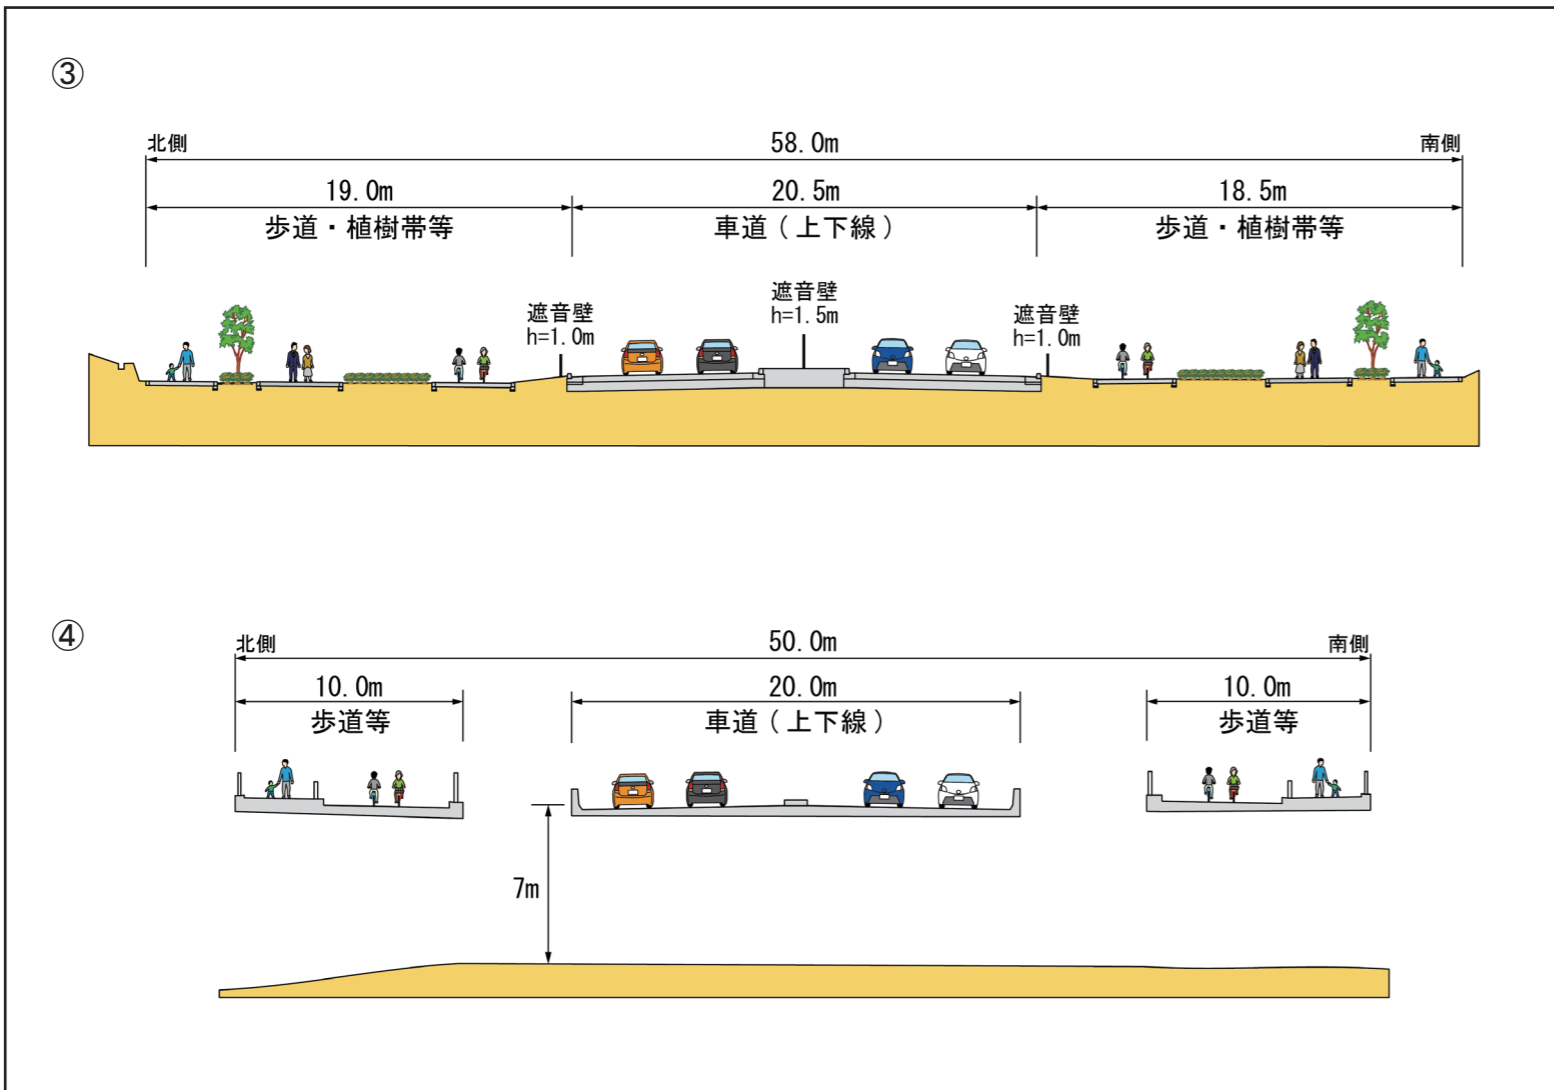 ③
北側 58.0m 南側
19.0m 20.5m 18.5m
歩道・植樹帯等 車道(上下線) 歩道・植樹帯等
遮音壁
h=1.0m
遮音壁
h=1.5m
遮音壁
h=1.0m
④
北側 50.0m 南側
10.0m 20.0m 10.0m
歩道等 車道(上下線) 歩道等
7m